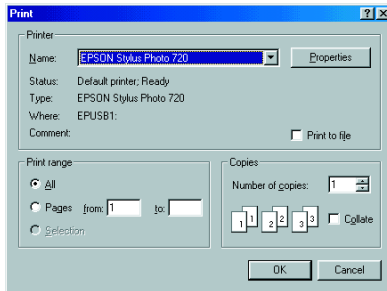 Print
Printer
Name: EPSON Stylus Photo 720 Properties
Status: Default printer; Ready
Type: EPSON Stylus Photo 720
Where: EPUSB1:
Comment: Print to file
Print range
All
Pages from: 1 to:
Selection
Copies
Number of copies: 1
1 1 2 2 3 3 Collate
OK Cancel